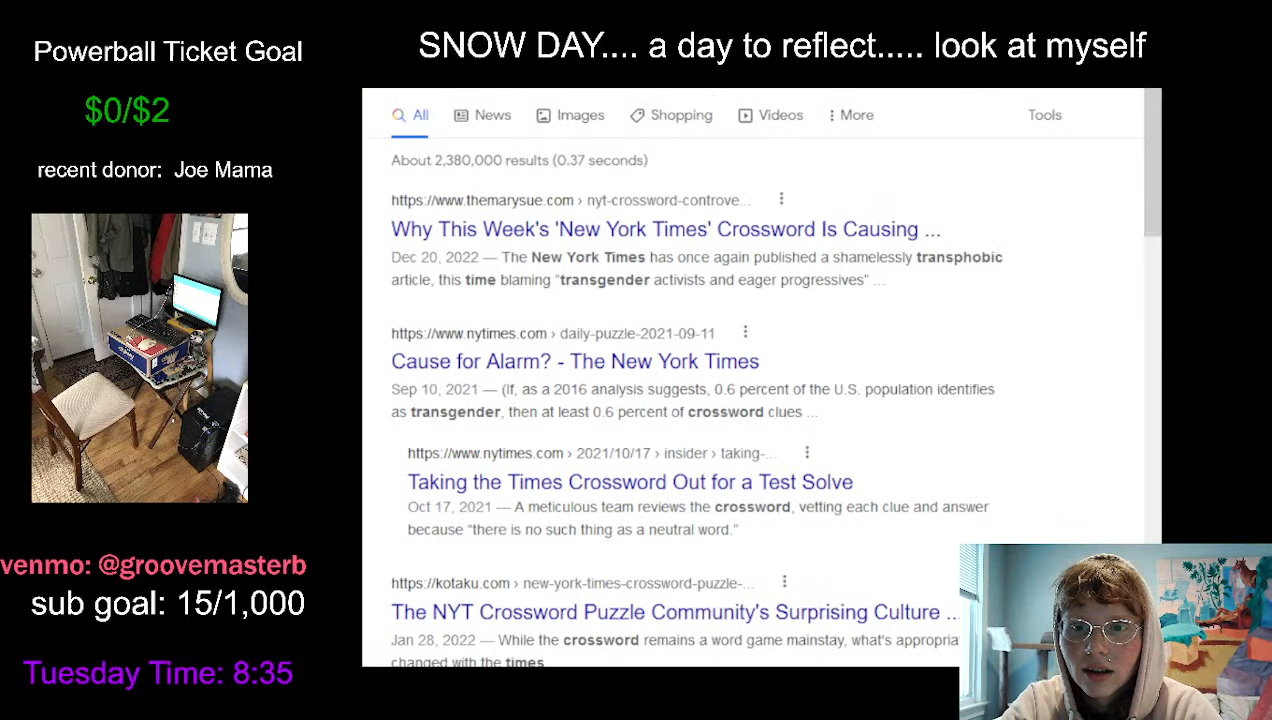 Powerball Ticket Goal
$0/$2
recent donor: Joe Mama
venmo: @groovemasterb
sub goal: 15/1,000
Tuesday Time: 8:35
SNOW DAY.... a day to reflect..... look at myself
All News Images Shopping Videos More Tools
About 2,380,000 results (0.37 seconds)
https://www.themarysue.com › nyt-crossword-controve...
Why This Week's 'New York Times' Crossword Is Causing ...
Dec 20, 2022 — The New York Times has once again published a shamelessly transphobic
article, this time blaming “transgender activists and eager progressives” ...
https://www.nytimes.com › daily-puzzle-2021-09-11
Cause for Alarm? - The New York Times
Sep 10, 2021 — (If, as a 2016 analysis suggests, 0.6 percent of the U.S. population identifies
as transgender, then at least 0.6 percent of crossword clues ...
https://www.nytimes.com › 2021/10/17 › insider › taking-...
Taking the Times Crossword Out for a Test Solve
Oct 17, 2021 — A meticulous team reviews the crossword, vetting each clue and answer
because “there is no such thing as a neutral word.”
https://kotaku.com › new-york-times-crossword-puzzle-...
The NYT Crossword Puzzle Community's Surprising Culture ...
Jan 28, 2022 — While the crossword remains a word game mainstay, what's appropria
changed with the times